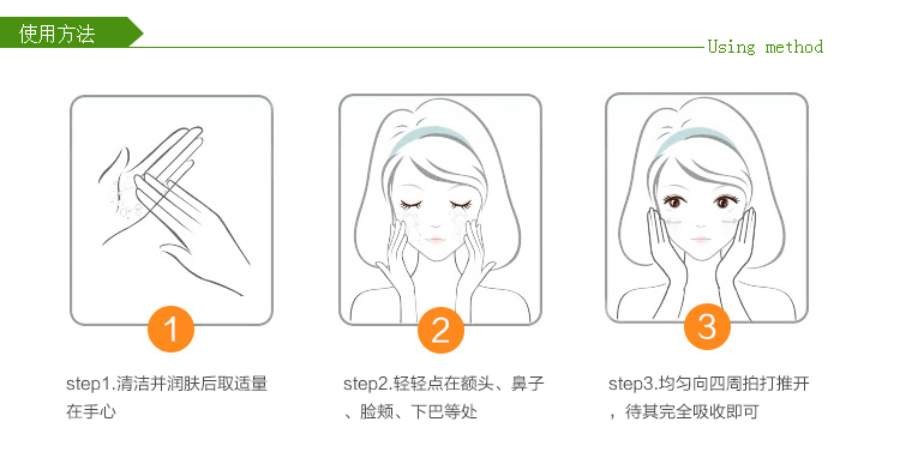 使用方法
Using method
1
2
3
step1.清洁并润肤后取适量
在手心
step2.轻轻点在额头、鼻子
、脸颊、下巴等处
step3.均匀向四周拍打推开
，待其完全吸收即可